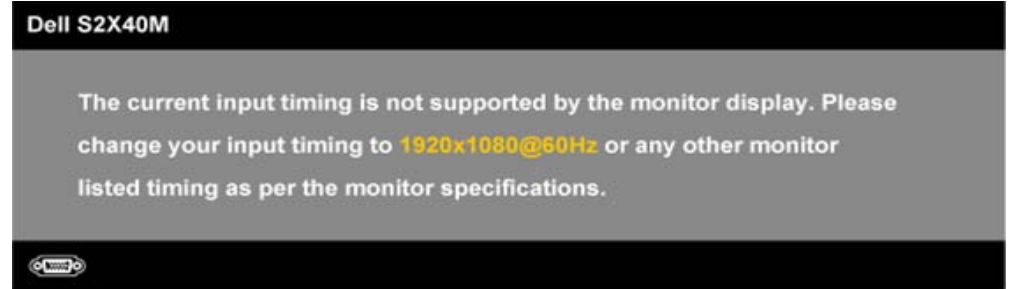 Dell S2X40M
The current input timing is not supported by the monitor display. Please
change your input timing to 1920x1080@60Hz or any other monitor
listed timing as per the monitor specifications.